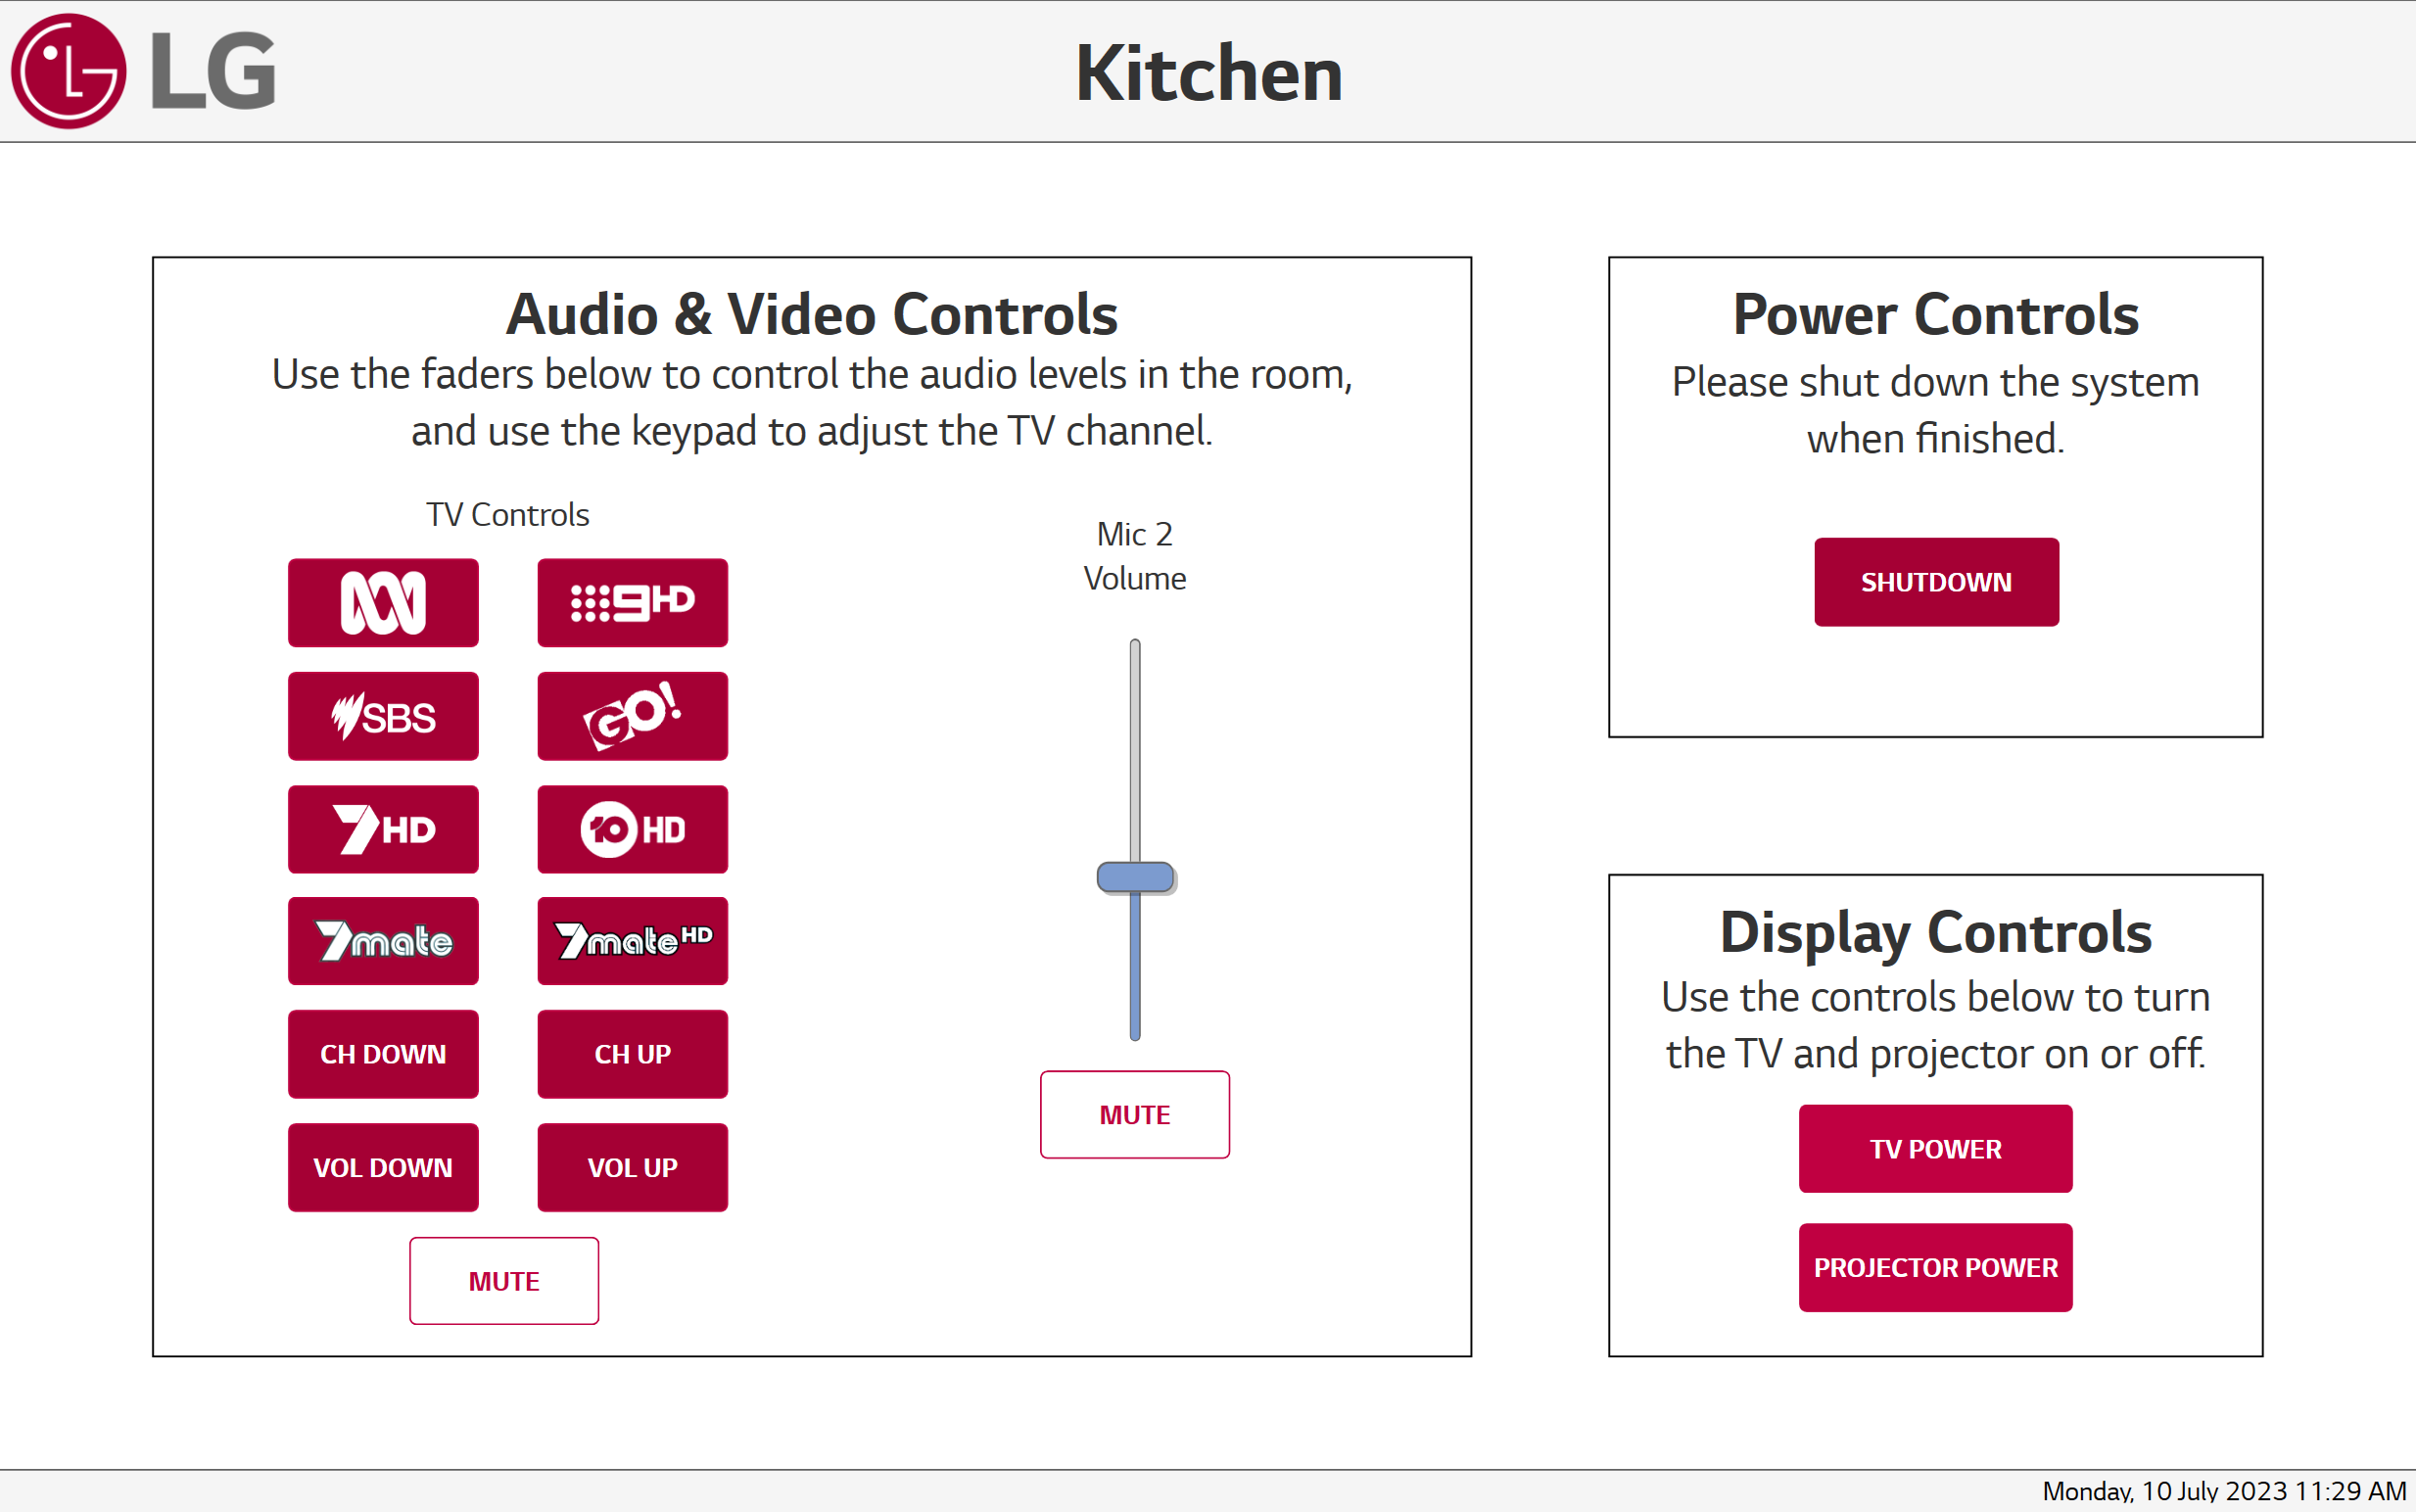 LG
Kitchen
Audio & Video Controls
Use the faders below to control the audio levels in the room,
and use the keypad to adjust the TV channel.
TV Controls
9HD
SBS
GO!
7HD
10 HD
7mate
7mate HD
CH DOWN
CH UP
VOL DOWN
VOL UP
MUTE
Mic 2
Volume
MUTE
Power Controls
Please shut down the system
when finished.
SHUTDOWN
Display Controls
Use the controls below to turn
the TV and projector on or off.
TV POWER
PROJECTOR POWER
Monday, 10 July 2023 11:29 AM